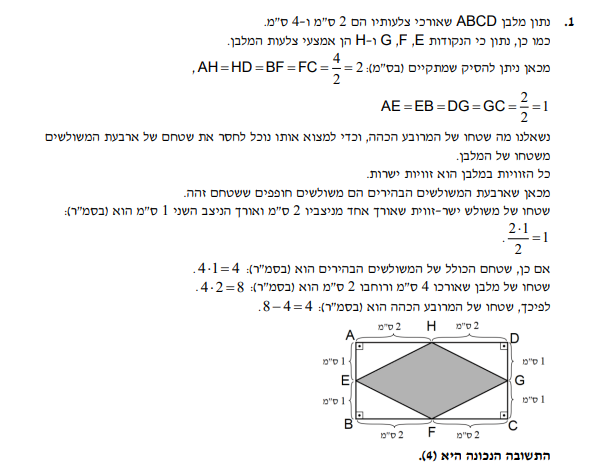 1. נתון מלבן ABCD שאורכי צלעותיו הם 2 ס"מ ו-4 ס"מ.
כמו כן, נתון כי הנקודות E, F, G ו-H הן אמצעי צלעות המלבן.
מכאן ניתן להסיק שמתקיים (בס"מ): AH = HD = BF = FC = 4/2 = 2,
AE = EB = DG = GC = 2/2 = 1
נשאלנו מה שטחו של המרובע הכהה, וכדי למצוא אותו נוכל לחסר את שטחם של ארבעת המשולשים
משטחו של המלבן.
כל הזוויות במלבן הוא זוויות ישרות.
מכאן שארבעת המשולשים הבהירים הם משולשים חופפים ששטחם זהה.
שטחו של משולש ישר-זווית שאורך אחד מניצביו 2 ס"מ ואורך הניצב השני 1 ס"מ הוא (בסמ"ר):
2·1/2 = 1.
אם כן, שטחם הכולל של המשולשים הבהירים הוא (בסמ"ר): 4·1 = 4.
שטחו של מלבן שאורכו 4 ס"מ ורוחבו 2 ס"מ הוא (בסמ"ר): 4·2 = 8.
לפיכך, שטחו של המרובע הכהה הוא (בסמ"ר): 8 − 4 = 4.
A 2 ס"מ H 2 ס"מ D
1 ס"מ 1 ס"מ
E G
1 ס"מ 1 ס"מ
B 2 ס"מ F 2 ס"מ C
התשובה הנכונה היא (4).